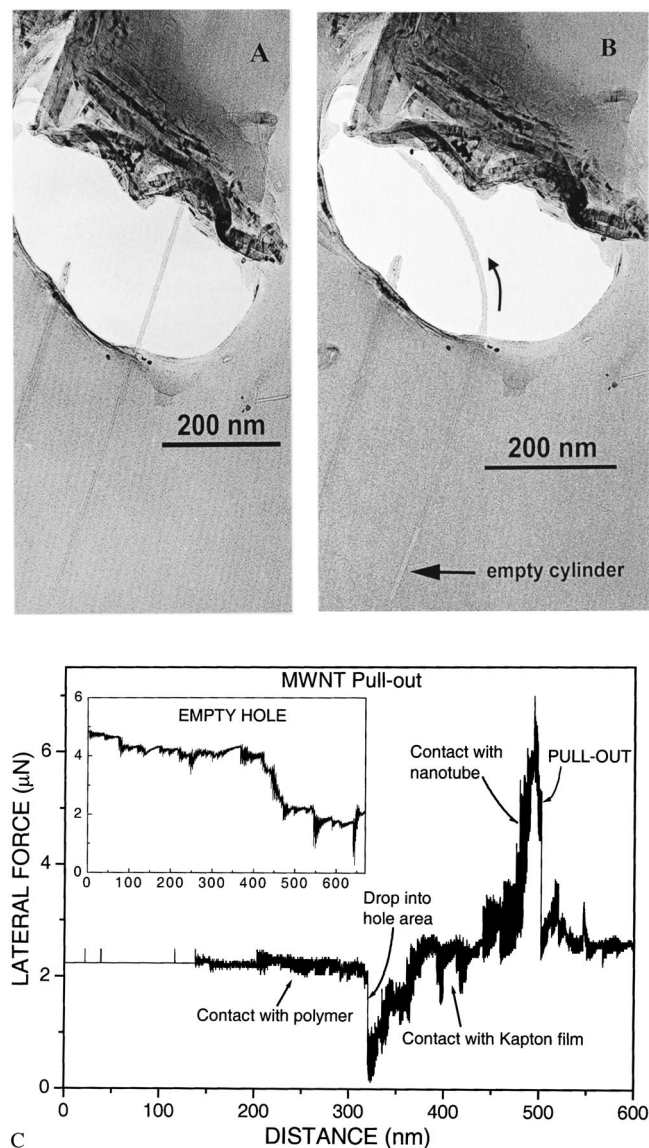 A
B
200 nm
200 nm
empty cylinder
MWNT Pull-out
EMPTY HOLE
6
4
2
0
0 100 200 300 400 500 600
Contact with
nanotube
PULL-OUT
Drop into
hole area
Contact with polymer
Contact with Kapton film
LATERAL FORCE (μN)
6
4
2
0
0 100 200 300 400 500 600
DISTANCE (nm)
C